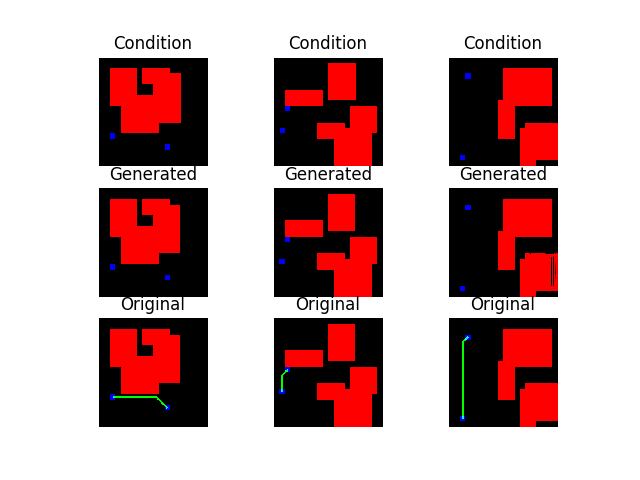 Condition Condition Condition
Generated Generated Generated
Original Original Original